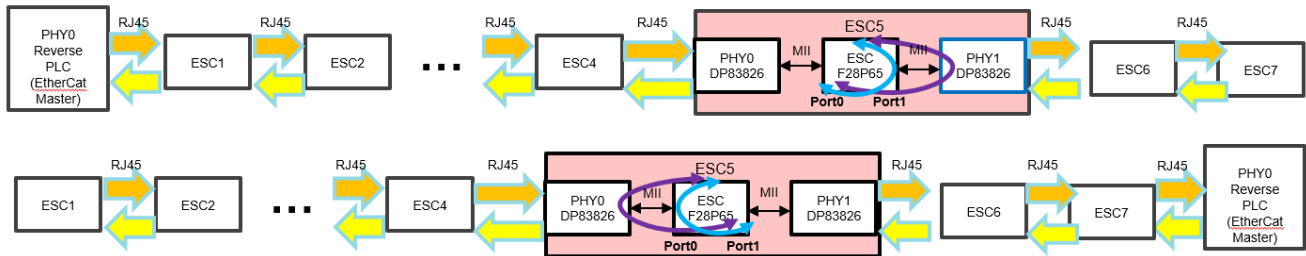 PHY0
Reverse
PLC
(EtherCat
Master)
RJ45
ESC1
RJ45
ESC2
...
RJ45
ESC4
RJ45
ESC5
PHY0
DP83826
MII
ESC
F28P65
MII
PHY1
DP83826
Port0
Port1
RJ45
ESC6
RJ45
ESC7
ESC1
RJ45
ESC2
...
RJ45
ESC4
RJ45
ESC5
PHY0
DP83826
MII
ESC
F28P65
MII
PHY1
DP83826
Port0
Port1
RJ45
ESC6
RJ45
ESC7
RJ45
PHY0
Reverse
PLC
(EtherCat
Master)